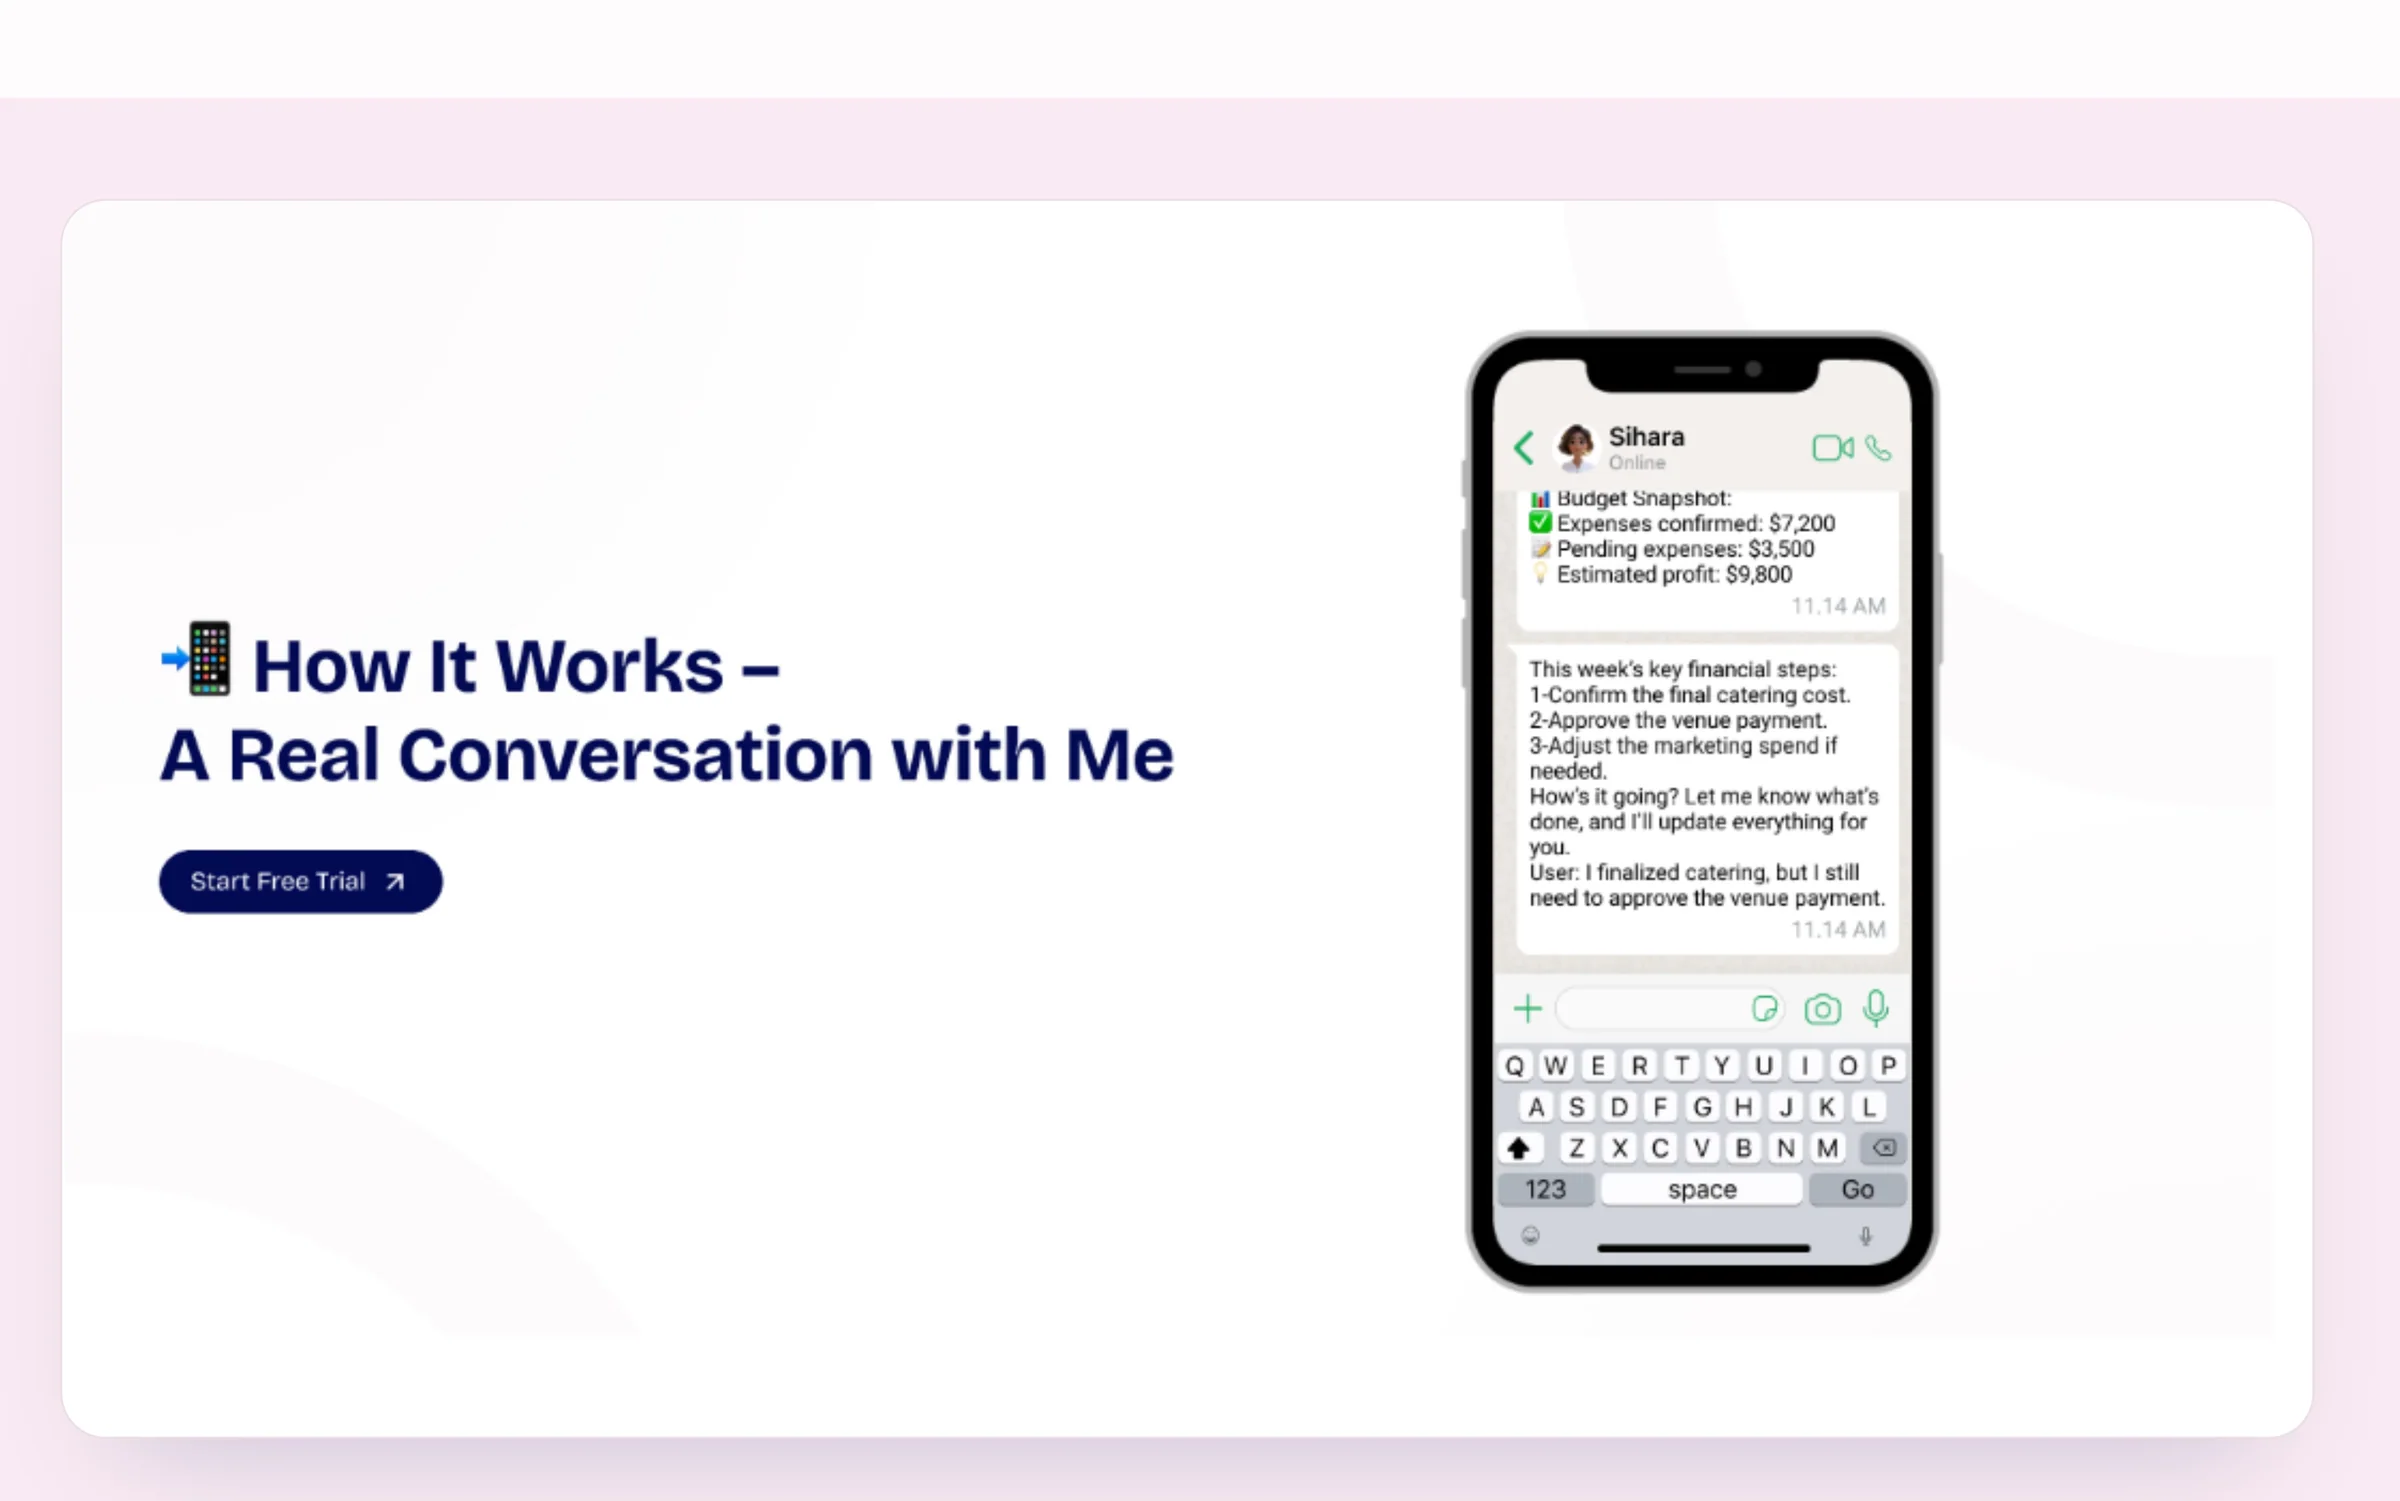 How It Works –
A Real Conversation with Me
Start Free Trial
Sihara
Online
Budget Snapshot:
Expenses confirmed: $7,200
Pending expenses: $3,500
Estimated profit: $9,800
11.14 AM
This week's key financial steps:
1-Confirm the final catering cost.
2-Approve the venue payment.
3-Adjust the marketing spend if
needed.
How's it going? Let me know what's
done, and I'll update everything for
you.
User: I finalized catering, but I still
need to approve the venue payment.
11.14 AM
Q W E R T Y U I O P
A S D F G H J K L
Z X C V B N M
123 space Go